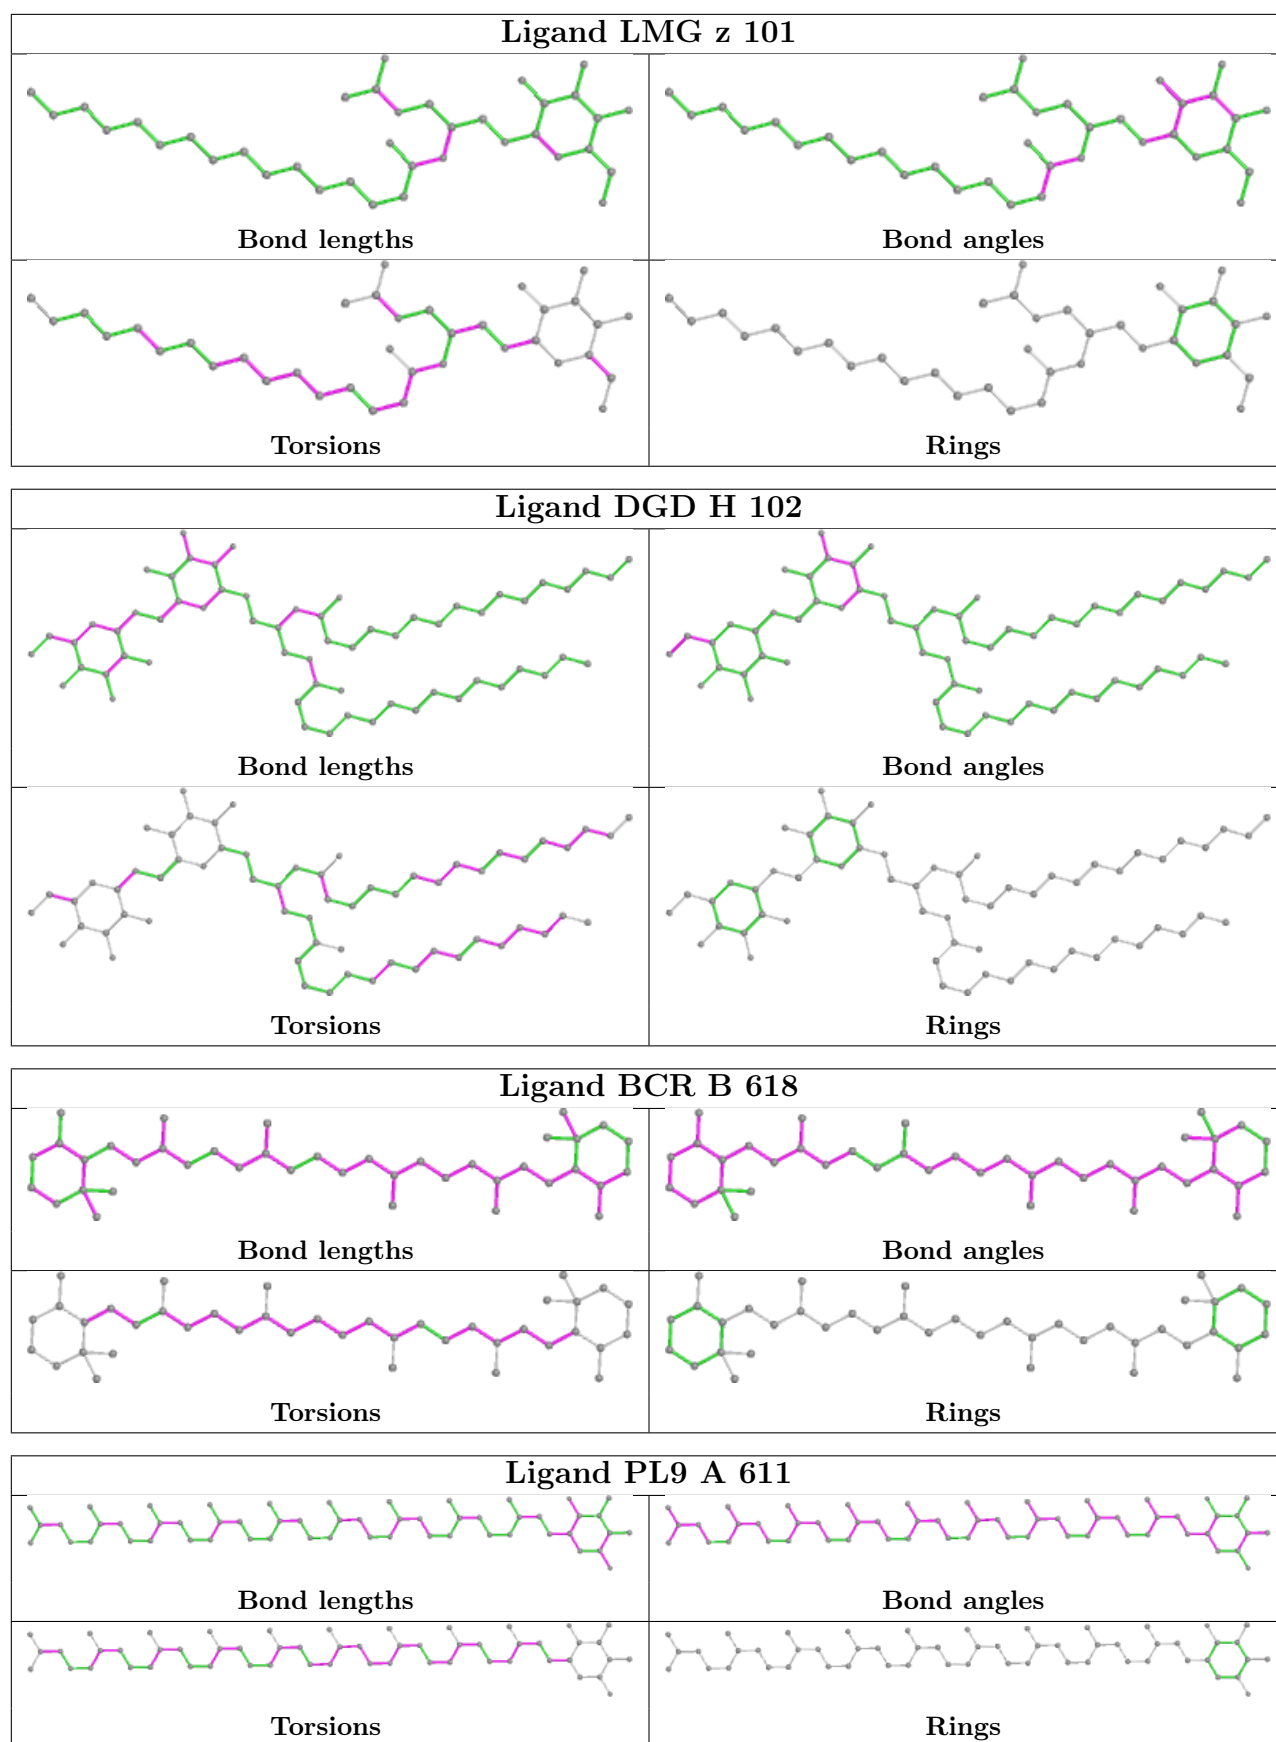 Ligand LMG z 101
Bond lengths
Bond angles
Torsions
Rings
Ligand DGD H 102
Bond lengths
Bond angles
Torsions
Rings
Ligand BCR B 618
Bond lengths
Bond angles
Torsions
Rings
Ligand PL9 A 611
Bond lengths
Bond angles
Torsions
Rings